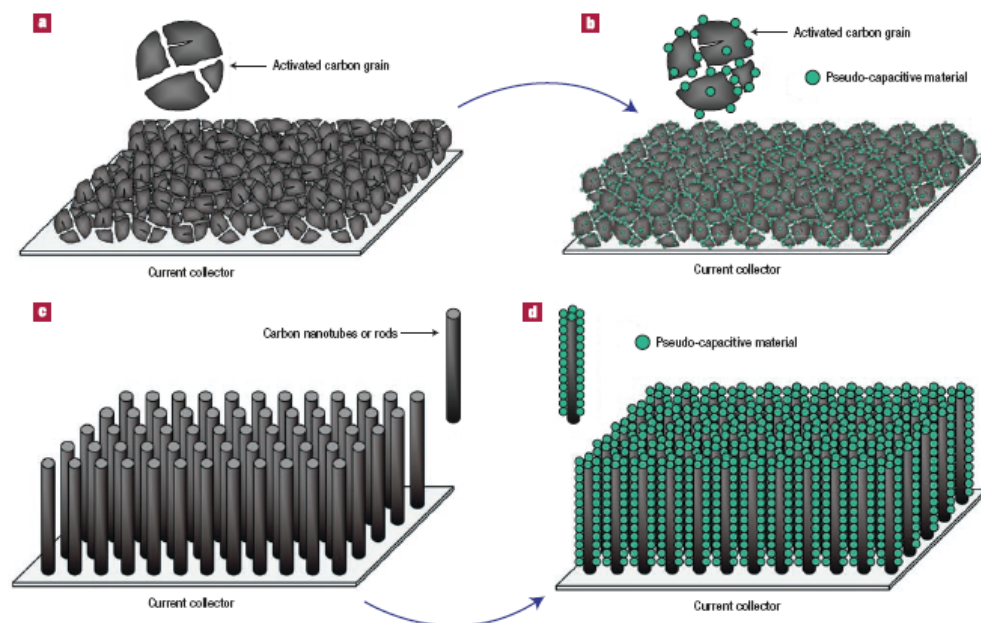 a
Activated carbon grain
Current collector
b
Activated carbon grain
Pseudo-capacitive material
Current collector
c
Carbon nanotubes or rods
Current collector
d
Pseudo-capacitive material
Current collector